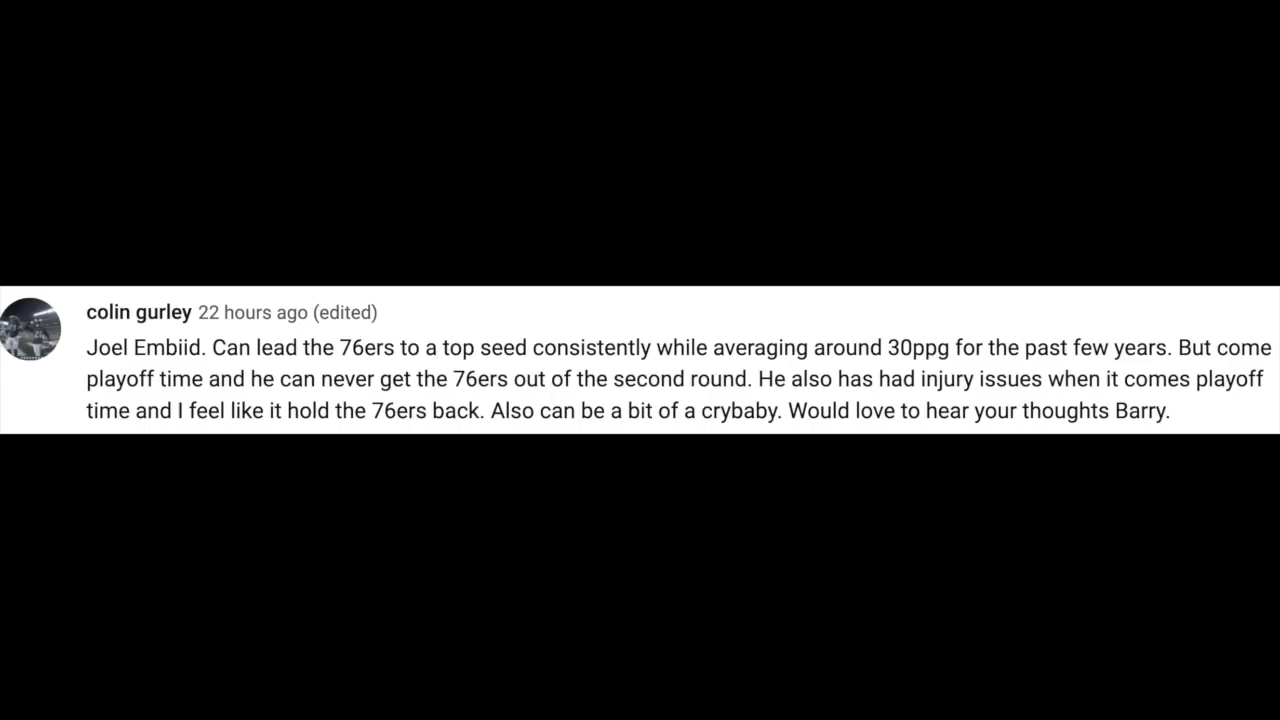 colin gurley 22 hours ago (edited)
Joel Embiid. Can lead the 76ers to a top seed consistently while averaging around 30ppg for the past few years. But come
playoff time and he can never get the 76ers out of the second round. He also has had injury issues when it comes playoff
time and I feel like it hold the 76ers back. Also can be a bit of a crybaby. Would love to hear your thoughts Barry.